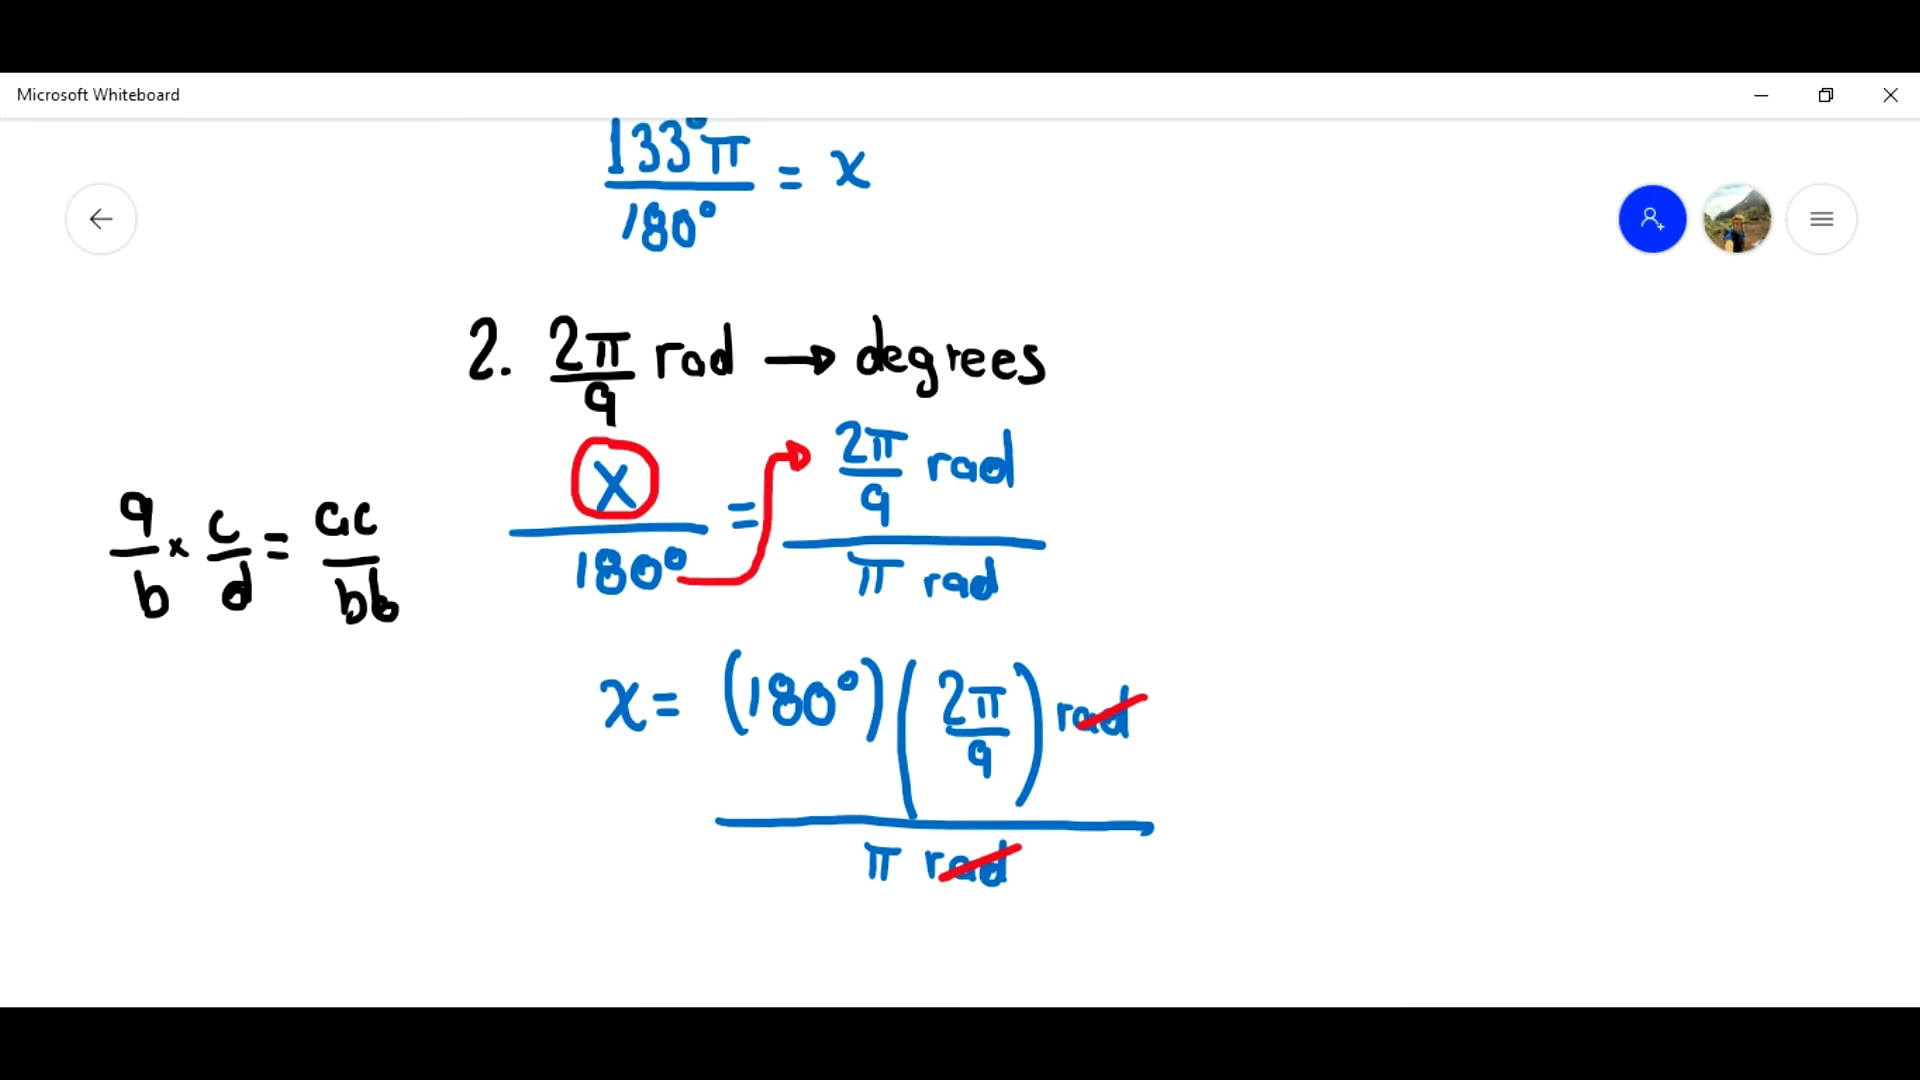 Microsoft Whiteboard
133°π/180° = x
2. 2π/9 rad → degrees
x/180° = (2π/9 rad)/(π rad)
a/b × c/d = ac/bb
x = (180°)(2π/9) rad/π rad